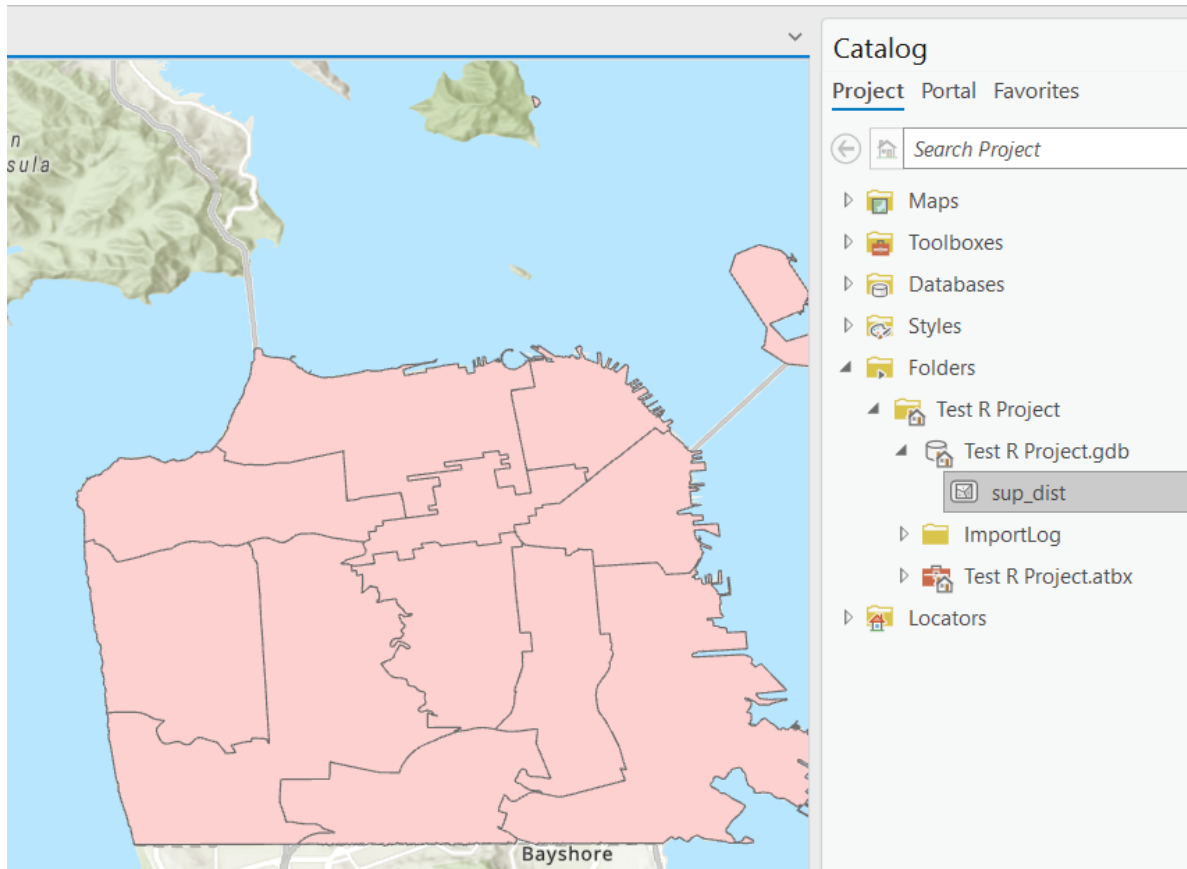 n
sula
Bayshore
Catalog
Project Portal Favorites
Search Project
Maps
Toolboxes
Databases
Styles
Folders
Test R Project
Test R Project.gdb
sup_dist
ImportLog
Test R Project.atbx
Locators